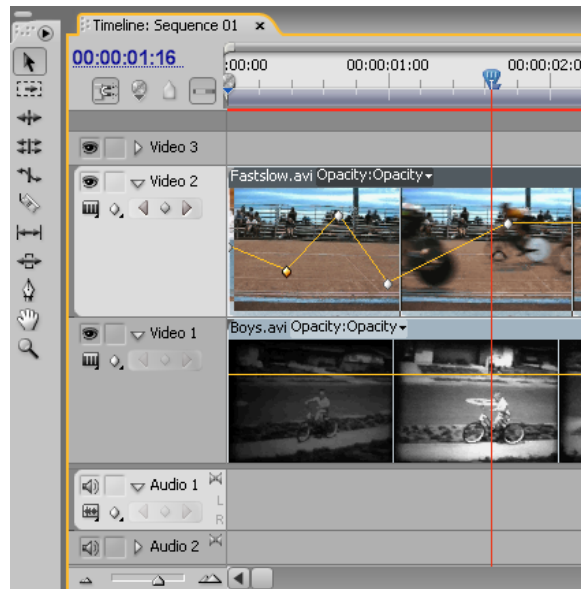 Timeline: Sequence 01 ×
00:00:01:16
:00:00 00:00:01:00 00:00:02:0
Video 3
Video 2
Fastslow.avi Opacity:Opacity
Video 1
Boys.avi Opacity:Opacity
Audio 1
L
R
Audio 2